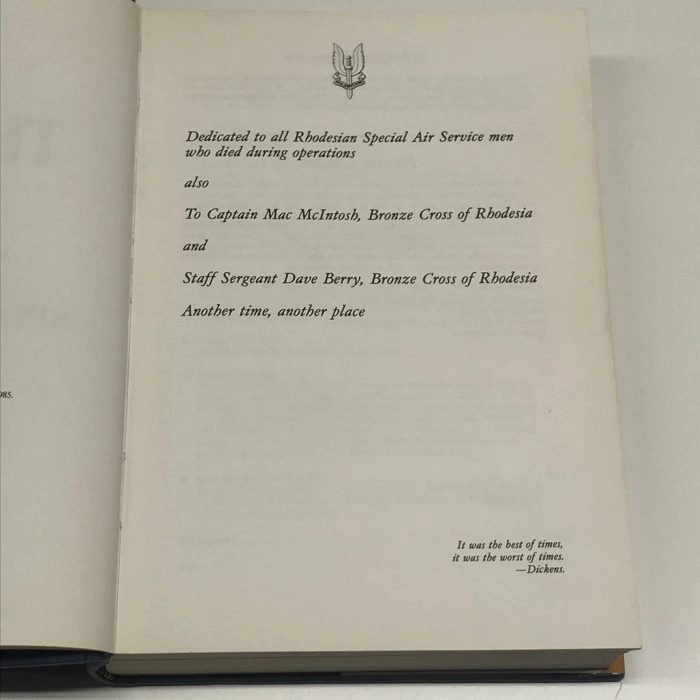 985.
Dedicated to all Rhodesian Special Air Service men
who died during operations
also
To Captain Mac McIntosh, Bronze Cross of Rhodesia
and
Staff Sergeant Dave Berry, Bronze Cross of Rhodesia
Another time, another place
It was the best of times,
it was the worst of times.
—Dickens.